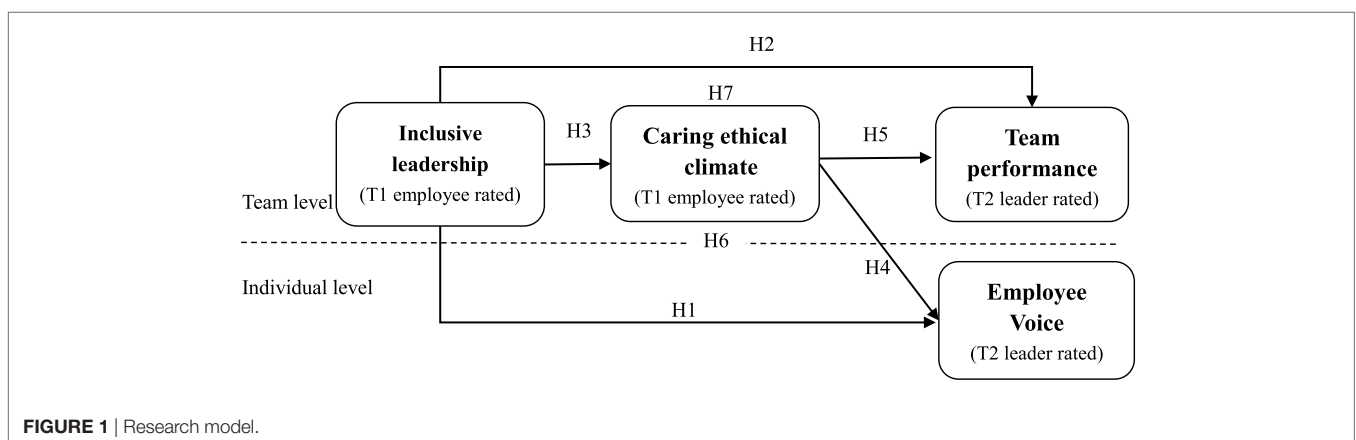 H2
H7
Inclusive
leadership
(T1 employee rated)
H3
Caring ethical
climate
(T1 employee rated)
H5
Team
performance
(T2 leader rated)
Team level
H6
H4
Individual level
H1
Employee
Voice
(T2 leader rated)
FIGURE 1 | Research model.